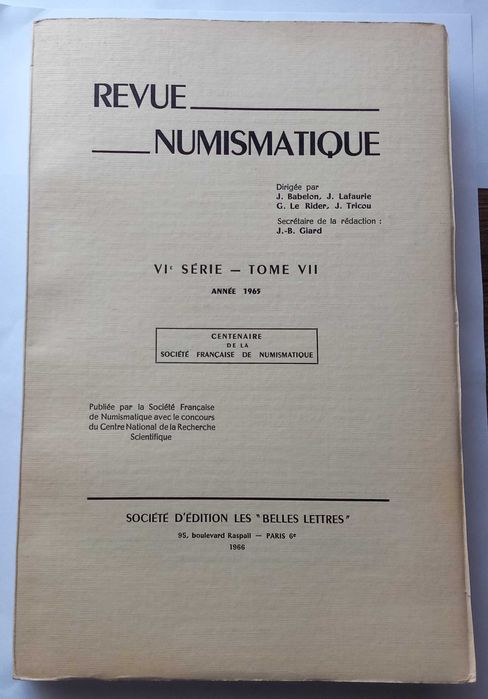 REVUE
NUMISMATIQUE
Dirigée par
J. Babelon, J. Lafaurie
G. Le Rider, J. Tricou
Secrétaire de la rédaction :
J.-B. Giard
VIe SÉRIE — TOME VII
ANNÉE 1965
CENTENAIRE
DE LA
SOCIÉTÉ FRANÇAISE DE NUMISMATIQUE
Publiée par la Société Française
de Numismatique avec le concours
du Centre National de la Recherche
Scientifique
SOCIÉTÉ D'ÉDITION LES "BELLES LETTRES"
95, boulevard Raspail — PARIS 6e
1966